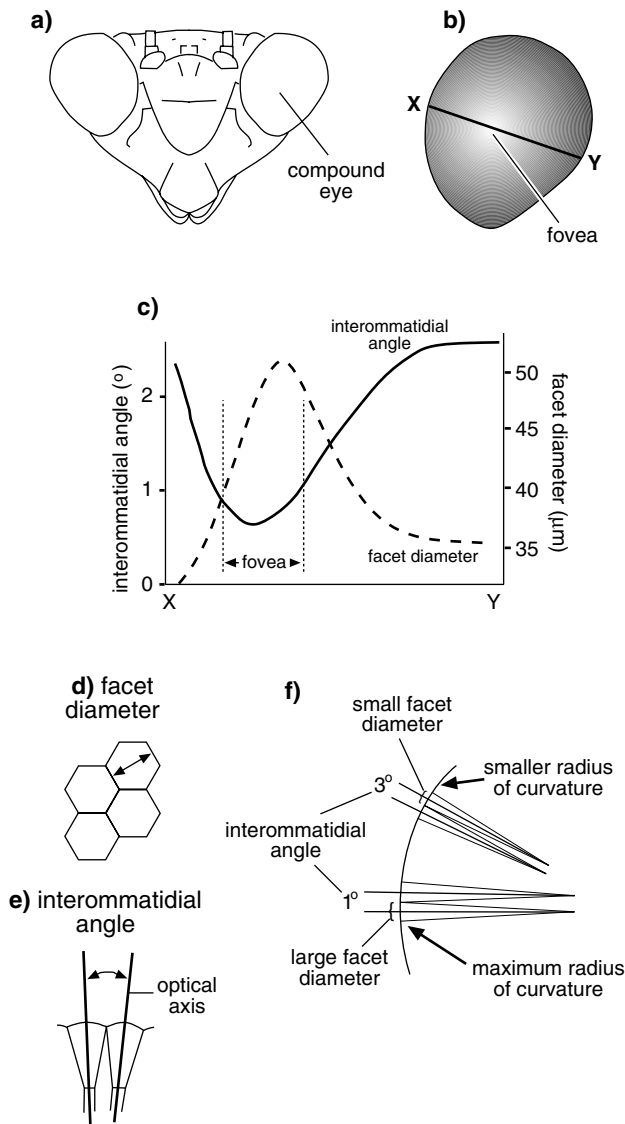 a)
compound
eye
b)
X
Y
fovea
c)
interommatidial
angle
interommatidial angle (o)
2
1
0
facet diameter (μm)
50
45
40
35
fovea
facet diameter
X
Y
d) facet
diameter
e) interommatidial
angle
optical
axis
f)
small facet
diameter
3o
smaller radius
of curvature
interommatidial
angle
1o
large facet
diameter
maximum radius
of curvature